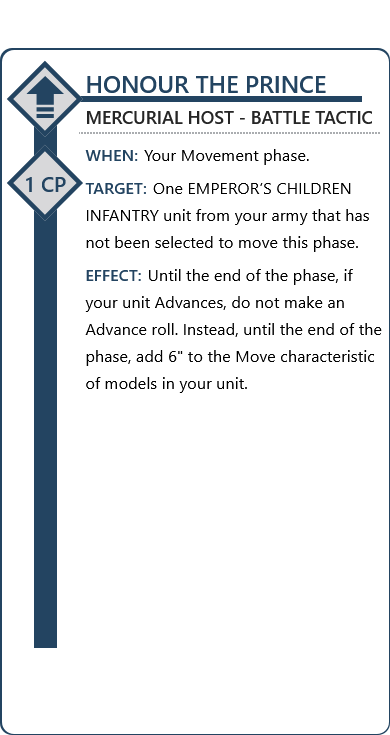 HONOUR THE PRINCE
MERCURIAL HOST - BATTLE TACTIC
1 CP
WHEN: Your Movement phase.
TARGET: One EMPEROR'S CHILDREN
INFANTRY unit from your army that has
not been selected to move this phase.
EFFECT: Until the end of the phase, if
your unit Advances, do not make an
Advance roll. Instead, until the end of the
phase, add 6" to the Move characteristic
of models in your unit.